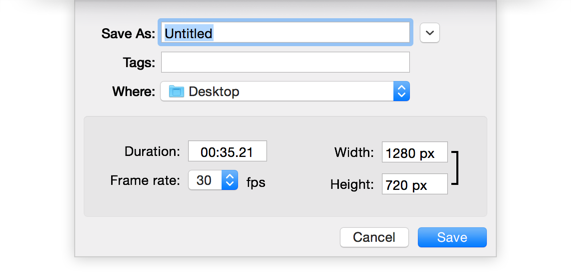 Save As: Untitled
Tags:
Where: Desktop
Duration: 00:35.21 Width: 1280 px
Frame rate: 30 fps Height: 720 px
Cancel Save